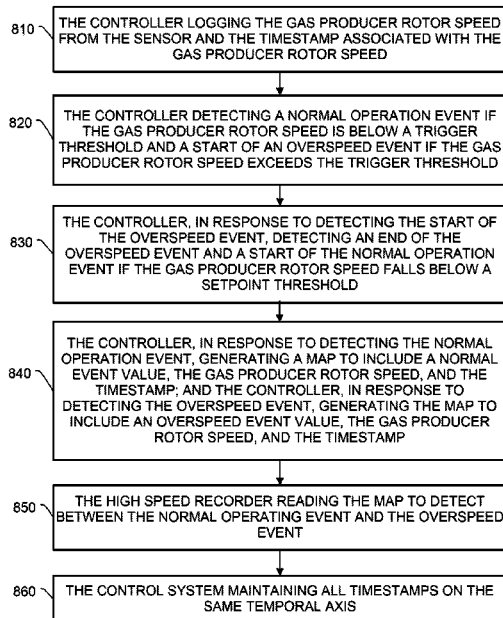 810
THE CONTROLLER LOGGING THE GAS PRODUCER ROTOR SPEED
FROM THE SENSOR AND THE TIMESTAMP ASSOCIATED WITH THE
GAS PRODUCER ROTOR SPEED
820
THE CONTROLLER DETECTING A NORMAL OPERATION EVENT IF
THE GAS PRODUCER ROTOR SPEED IS BELOW A TRIGGER
THRESHOLD AND A START OF AN OVERSPEED EVENT IF THE GAS
PRODUCER ROTOR SPEED EXCEEDS THE TRIGGER THRESHOLD
830
THE CONTROLLER, IN RESPONSE TO DETECTING THE START OF
THE OVERSPEED EVENT, DETECTING AN END OF THE
OVERSPEED EVENT AND A START OF THE NORMAL OPERATION
EVENT IF THE GAS PRODUCER ROTOR SPEED FALLS BELOW A
SETPOINT THRESHOLD
840
THE CONTROLLER, IN RESPONSE TO DETECTING THE NORMAL
OPERATION EVENT, GENERATING A MAP TO INCLUDE A NORMAL
EVENT VALUE, THE GAS PRODUCER ROTOR SPEED, AND THE
TIMESTAMP; AND THE CONTROLLER, IN RESPONSE TO
DETECTING THE OVERSPEED EVENT, GENERATING THE MAP TO
INCLUDE AN OVERSPEED EVENT VALUE, THE GAS PRODUCER
ROTOR SPEED, AND THE TIMESTAMP
850
THE HIGH SPEED RECORDER READING THE MAP TO DETECT
BETWEEN THE NORMAL OPERATING EVENT AND THE OVERSPEED
EVENT
860
THE CONTROL SYSTEM MAINTAINING ALL TIMESTAMPS ON THE
SAME TEMPORAL AXIS